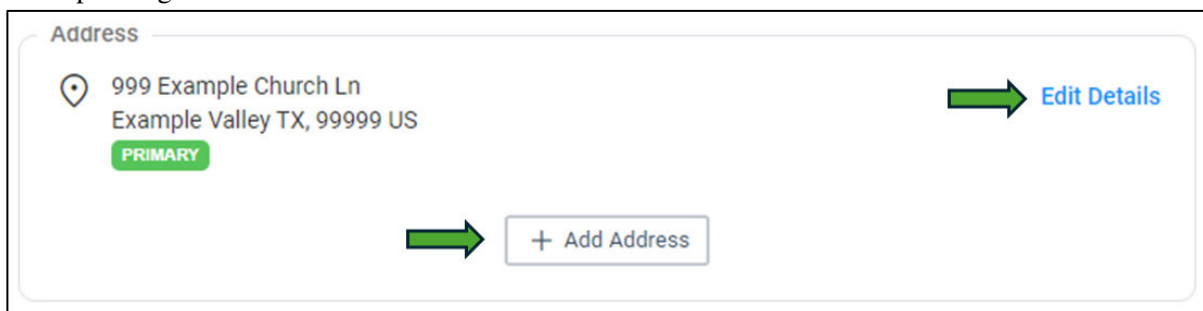 Address
999 Example Church Ln
Edit Details
Example Valley TX, 99999 US
PRIMARY
+ Add Address